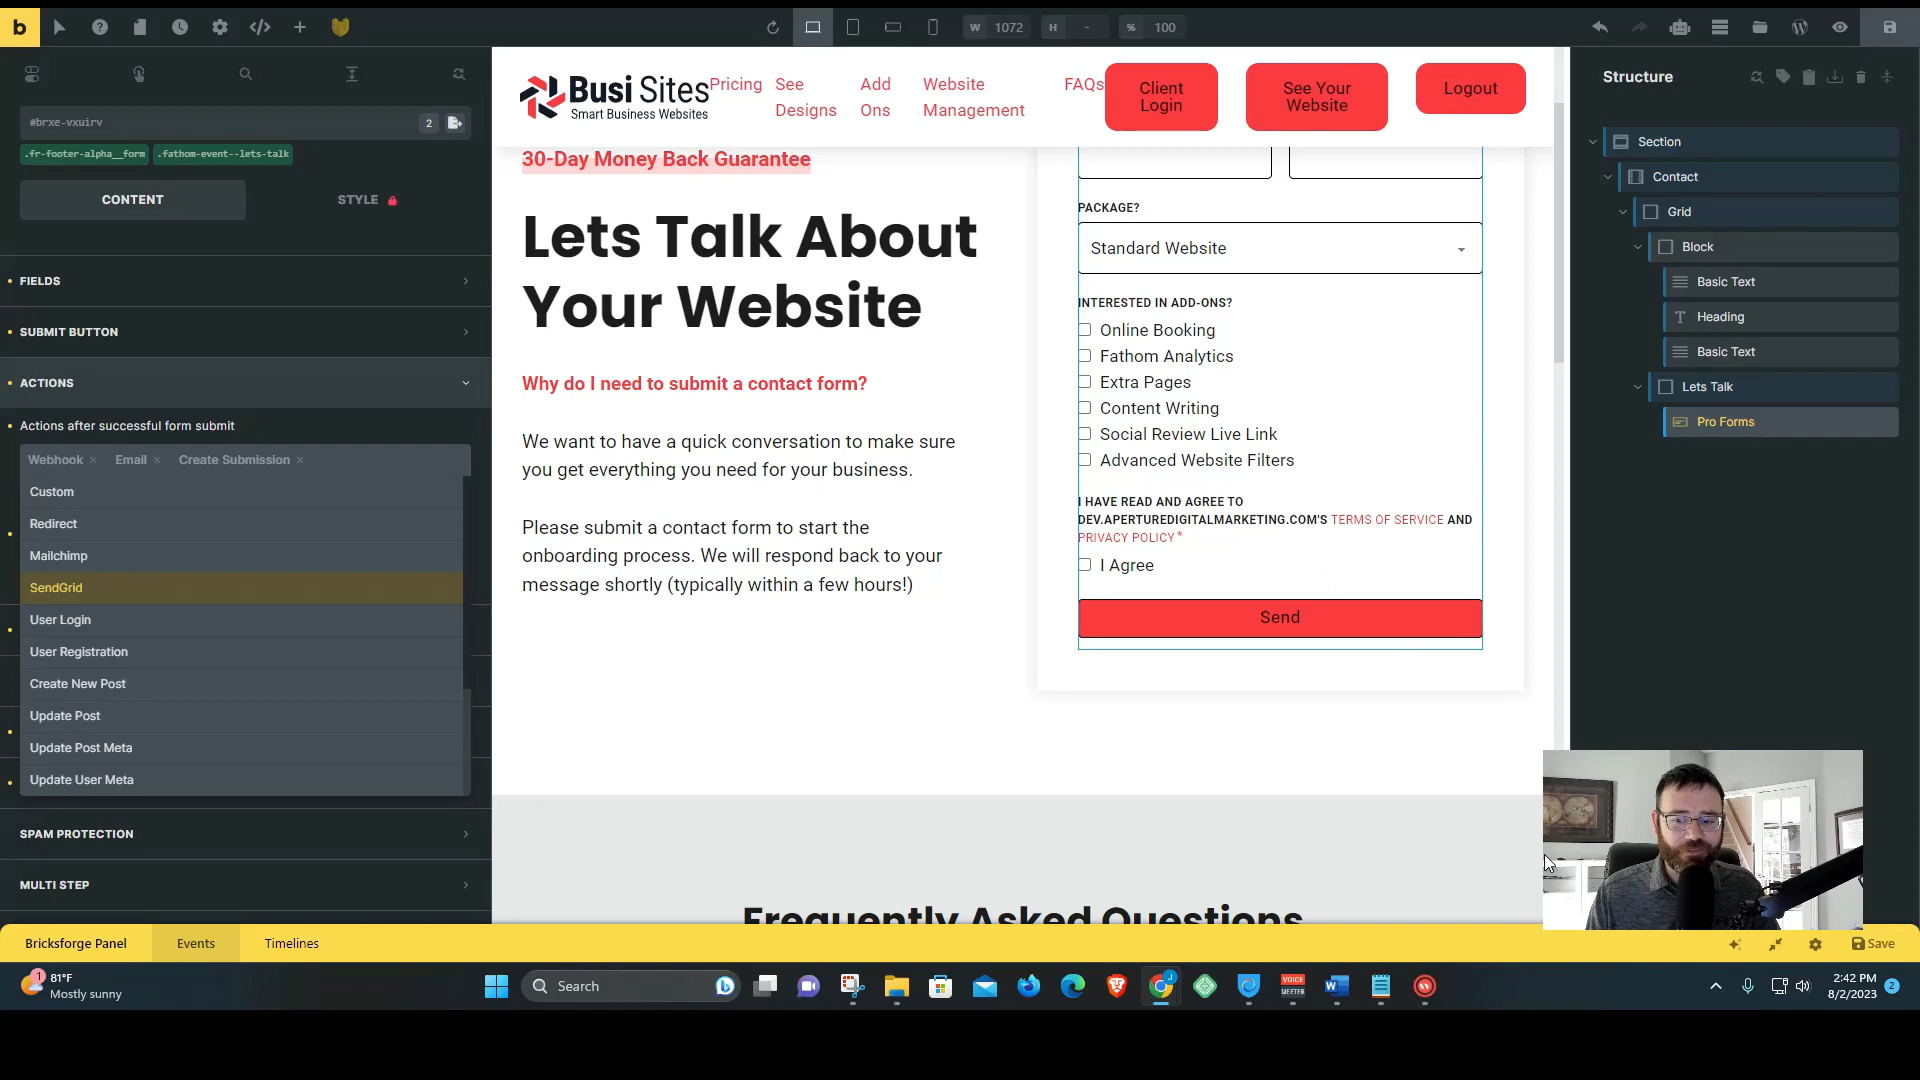 b
W 1072
H -
% 100
#brxe-vxuirv
2
.fr-footer-alpha__form
.fathom-event--lets-talk
CONTENT
STYLE
FIELDS
SUBMIT BUTTON
ACTIONS
Actions after successful form submit
Webhook × Email × Create Submission ×
Custom
Redirect
Mailchimp
SendGrid
User Login
User Registration
Create New Post
Update Post
Update Post Meta
Update User Meta
SPAM PROTECTION
MULTI STEP
Busi Sites
Smart Business Websites
Pricing
See
Designs
Add
Ons
Website
Management
FAQs
Client
Login
See Your
Website
Logout
30-Day Money Back Guarantee
Lets Talk About
Your Website
Why do I need to submit a contact form?
We want to have a quick conversation to make sure
you get everything you need for your business.
Please submit a contact form to start the
onboarding process. We will respond back to your
message shortly (typically within a few hours!)
PACKAGE?
Standard Website
INTERESTED IN ADD-ONS?
Online Booking
Fathom Analytics
Extra Pages
Content Writing
Social Review Live Link
Advanced Website Filters
I HAVE READ AND AGREE TO
DEV.APERTUREDIGITALMARKETING.COM'S TERMS OF SERVICE AND
PRIVACY POLICY *
I Agree
Send
Frequently Asked Questions
Structure
Section
Contact
Grid
Block
Basic Text
Heading
Basic Text
Lets Talk
Pro Forms
Bricksforge Panel
Events
Timelines
Save
1
81°F
Mostly sunny
Search
VOICE
MEETER
2:42 PM
8/2/2023
2